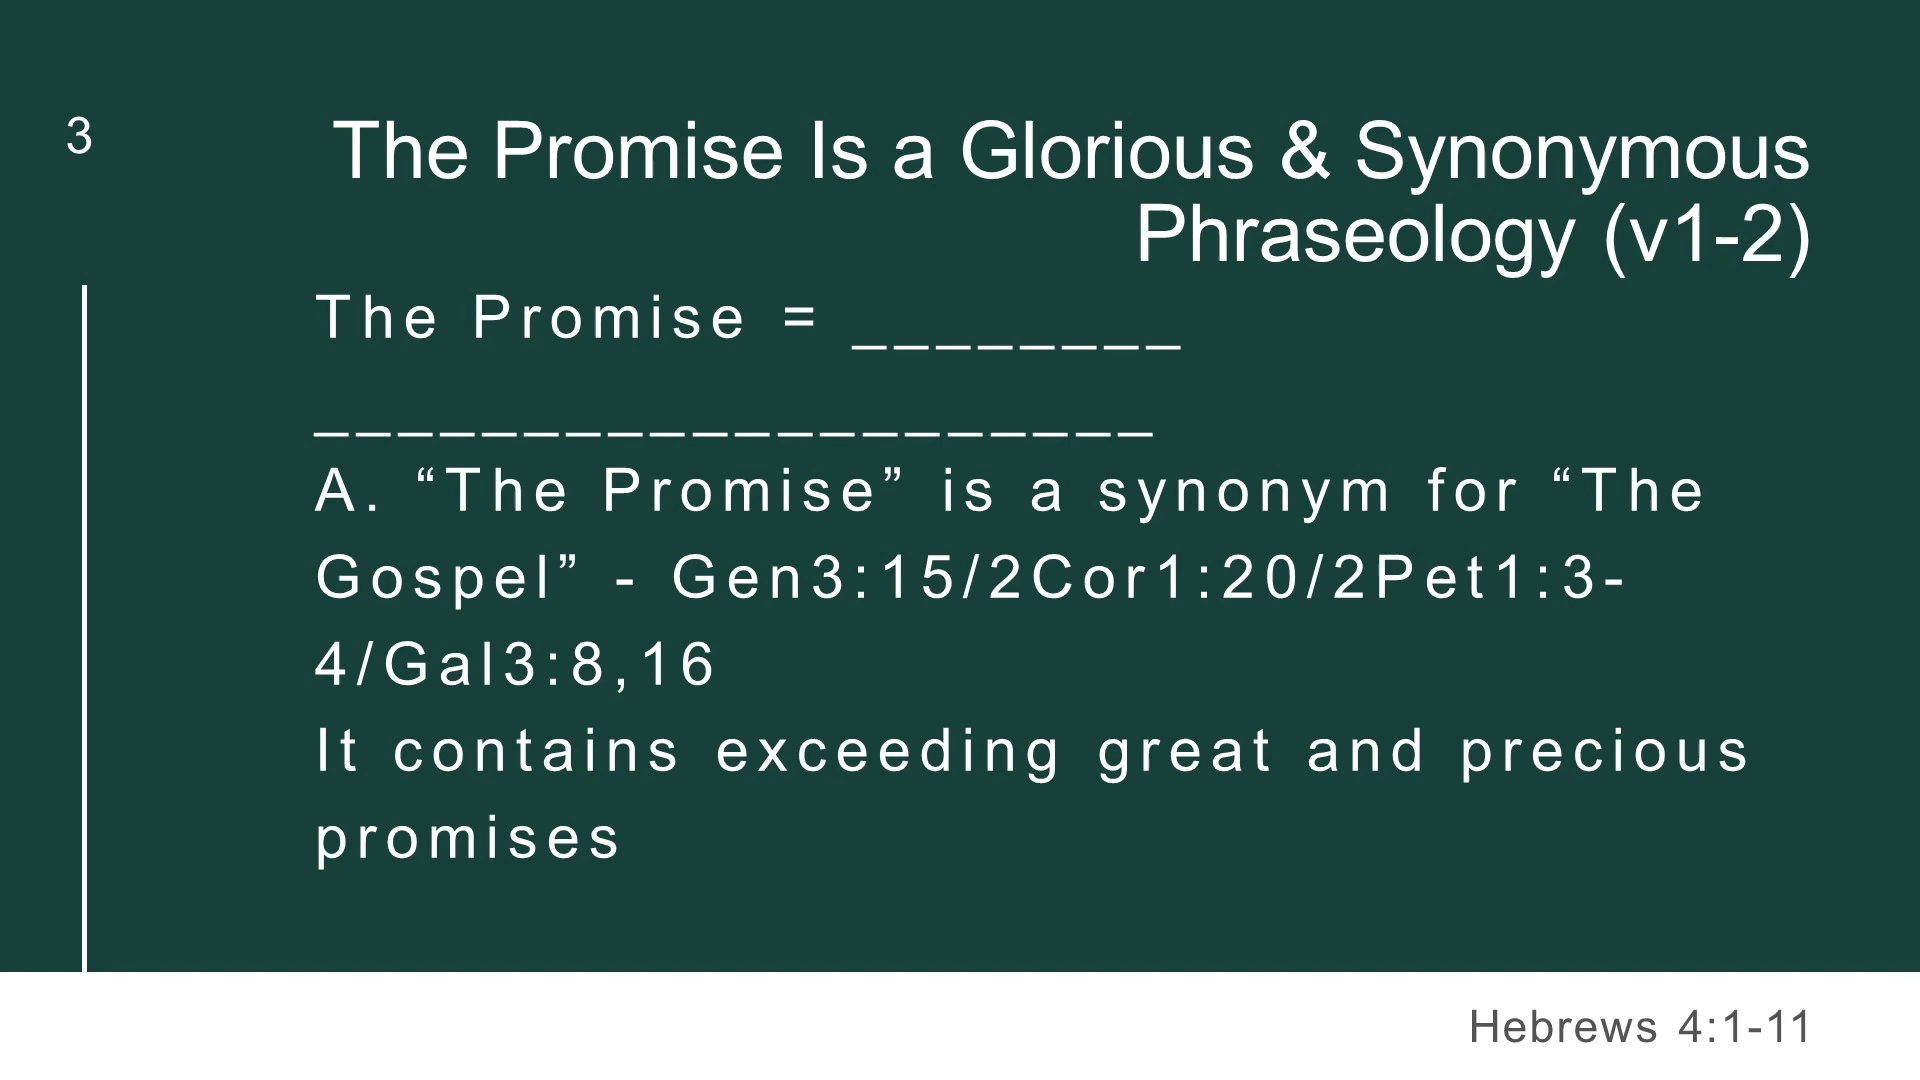 3
The Promise Is a Glorious & Synonymous
Phraseology (v1-2)
The Promise = ________
____________________
A. “The Promise” is a synonym for “The
Gospel” - Gen3:15/2Cor1:20/2Pet1:3-
4/Gal3:8,16
It contains exceeding great and precious
promises
Hebrews 4:1-11